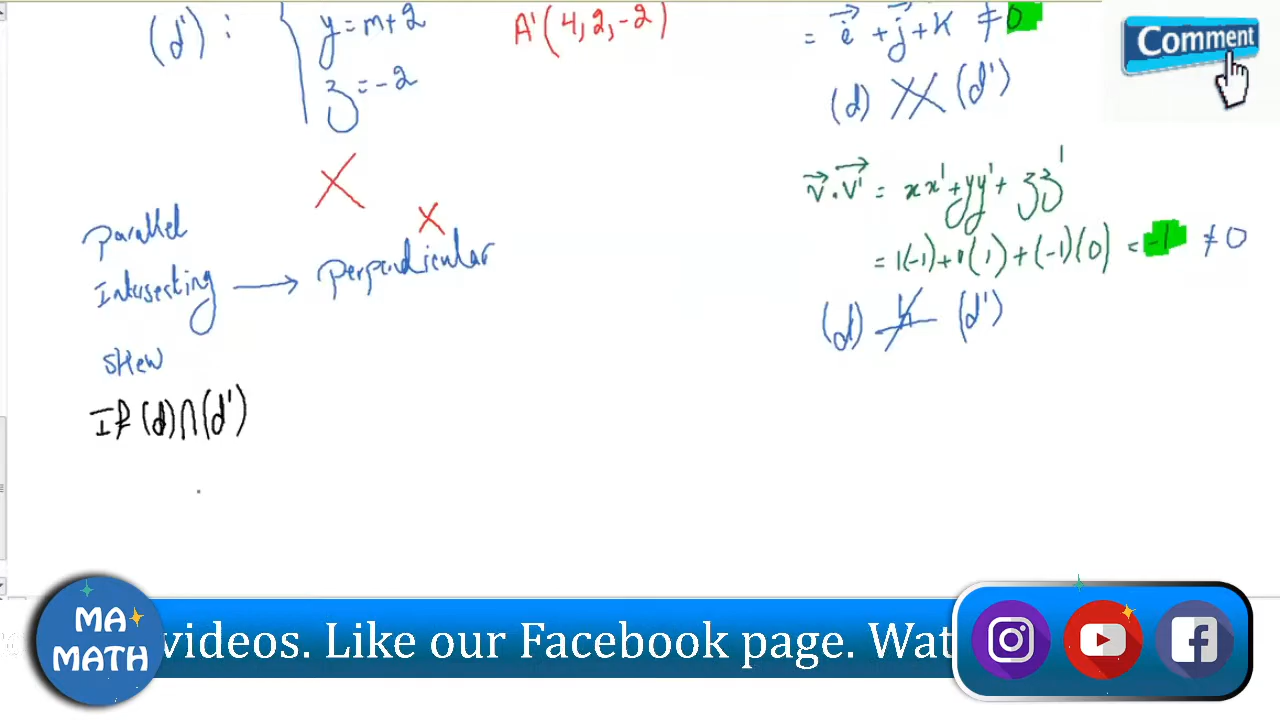 (d') : y = m+2
z = -2
A'(4, 2, -2)
= i + j + k ≠ 0
(d) (d')
Comment
V.V' = xx'+yy'+ zz'
= 1(-1)+0(1)+(-1)(0) = -1 ≠ 0
(d) (d')
parallel
Intersecting → perpendicular
skew
If (d)∩(d')
MA MATH
videos. Like our Facebook page. Wat